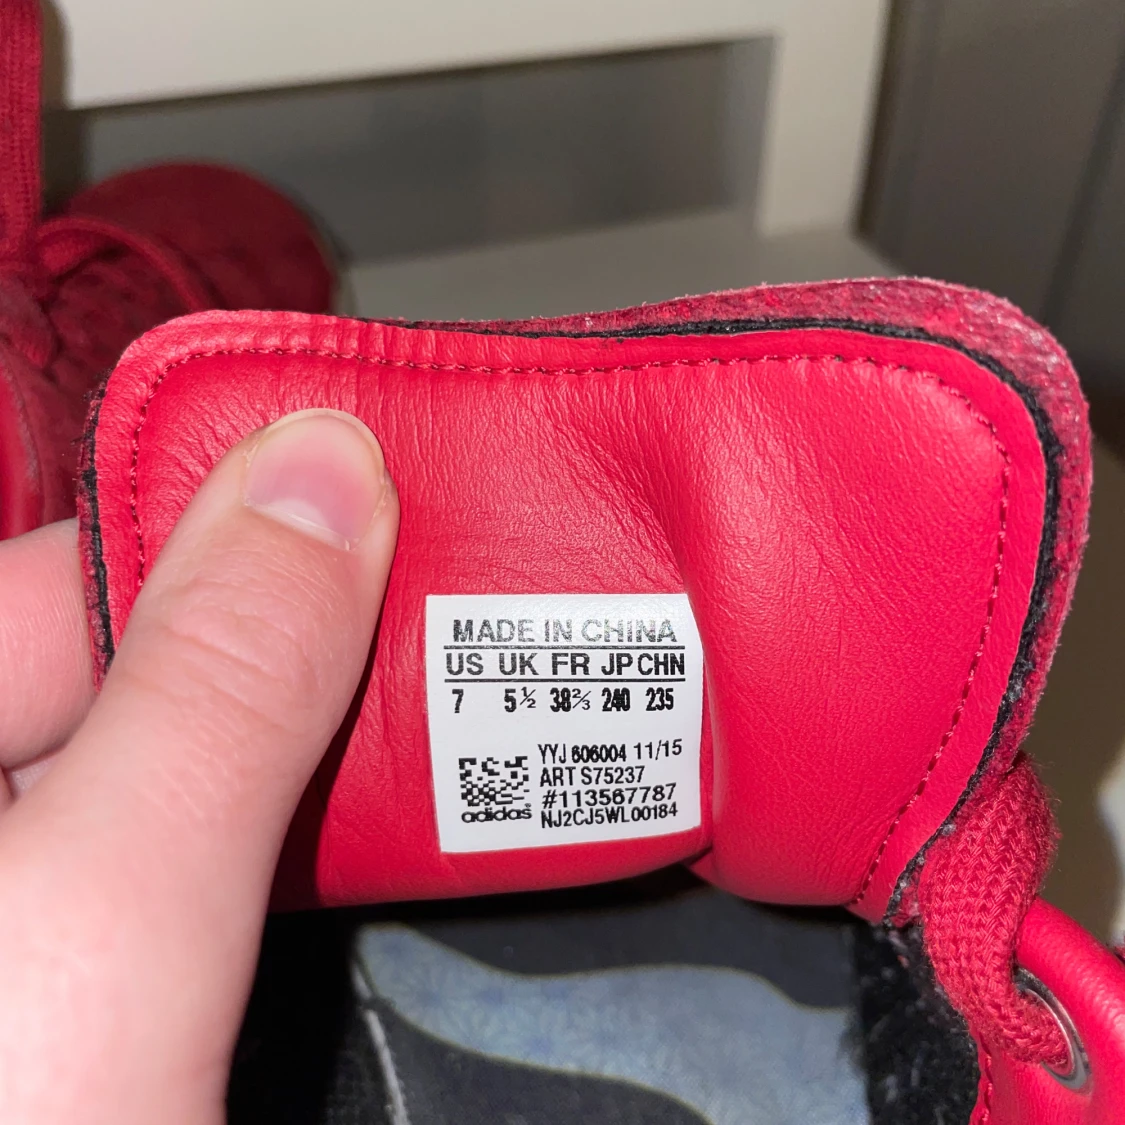 MADE IN CHINA
US UK FR JP CHN
7 5½ 38⅔ 240 235
YYJ 606004 11/15
ART S75237
#113567787
adidas®
NJ2CJ5WL00184